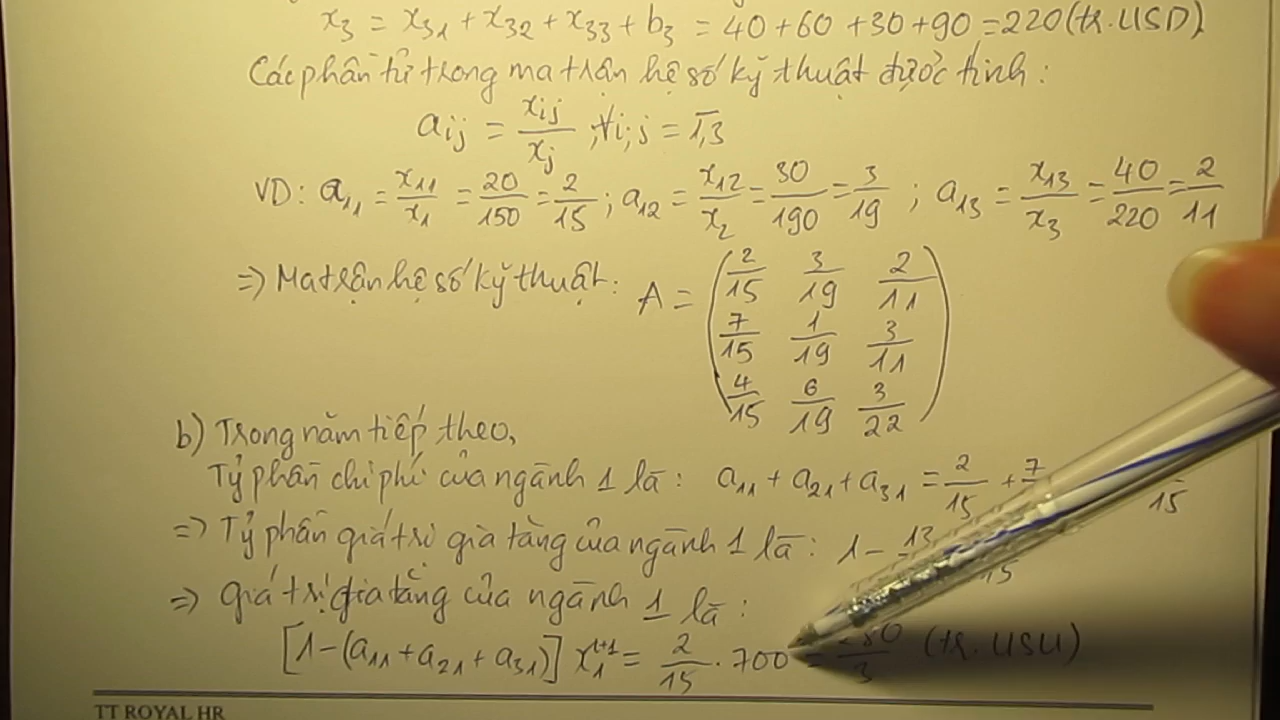 x₃ = x₃₁ + x₃₂ + x₃₃ + b₃ = 40 + 60 + 30 + 90 = 220 (tr. USD)
Các phần tử trong ma trận hệ số kỹ thuật được tính :
aᵢⱼ = xᵢⱼ / xⱼ ; ∀i; j = 1,3
VD: a₁₁ = x₁₁/x₁ = 20/150 = 2/15 ; a₁₂ = x₁₂/x₂ = 30/190 = 3/19 ; a₁₃ = x₁₃/x₃ = 40/220 = 2/11
=> Ma trận hệ số kỹ thuật : A =
2/15 3/19 2/11
7/15 1/19 3/11
4/15 6/19 3/22
b) Trong năm tiếp theo,
Tỷ phần chi phí của ngành 1 là : a₁₁ + a₂₁ + a₃₁ = 2/15 + 7 15
=> Tỷ phần giá trị gia tăng của ngành 1 là : 1 - 13 15
=> Giá trị gia tăng của ngành 1 là :
[1 - (a₁₁ + a₂₁ + a₃₁)] x₁ᵗ⁺¹ = 2/15 . 700 = 280/3 (tr. USD)
TT ROYAL HR